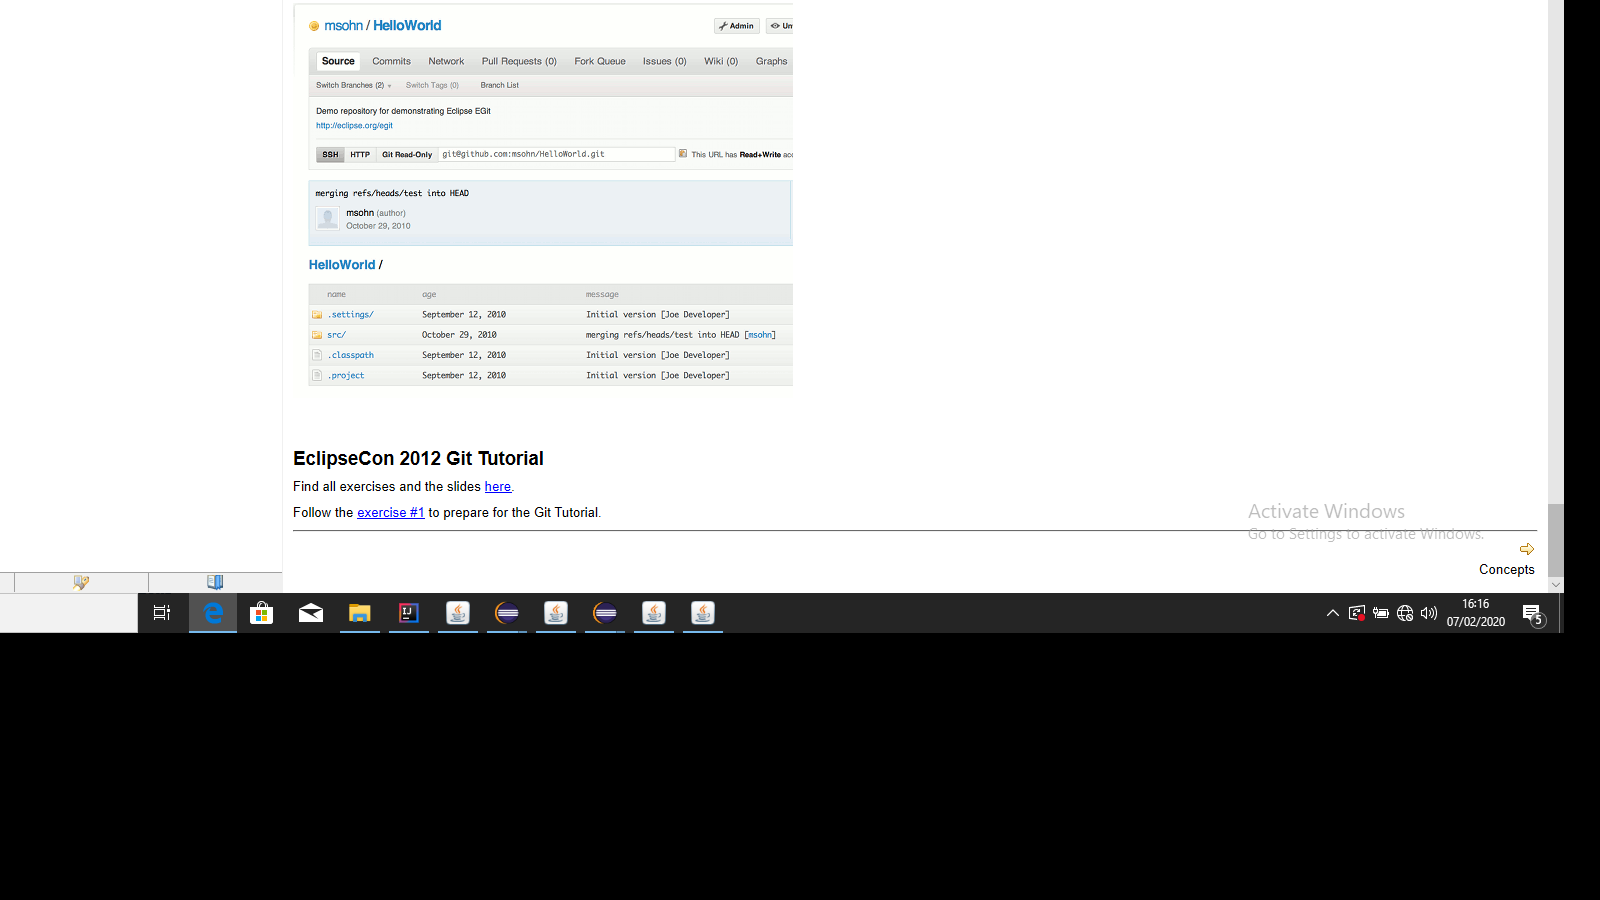 msohn / HelloWorld
Admin
Un
Source Commits Network Pull Requests (0) Fork Queue Issues (0) Wiki (0) Graphs
Switch Branches (2) Switch Tags (0) Branch List
Demo repository for demonstrating Eclipse EGit
http://eclipse.org/egit
SSH HTTP Git Read-Only git@github.com:msohn/HelloWorld.git This URL has Read+Write acc
merging refs/heads/test into HEAD
msohn (author)
October 29, 2010
HelloWorld /
name age message
.settings/ September 12, 2010 Initial version [Joe Developer]
src/ October 29, 2010 merging refs/heads/test into HEAD [msohn]
.classpath September 12, 2010 Initial version [Joe Developer]
.project September 12, 2010 Initial version [Joe Developer]
EclipseCon 2012 Git Tutorial
Find all exercises and the slides here.
Follow the exercise #1 to prepare for the Git Tutorial.
Activate Windows
Go to Settings to activate Windows.
Concepts
IJ
16:16
07/02/2020
5